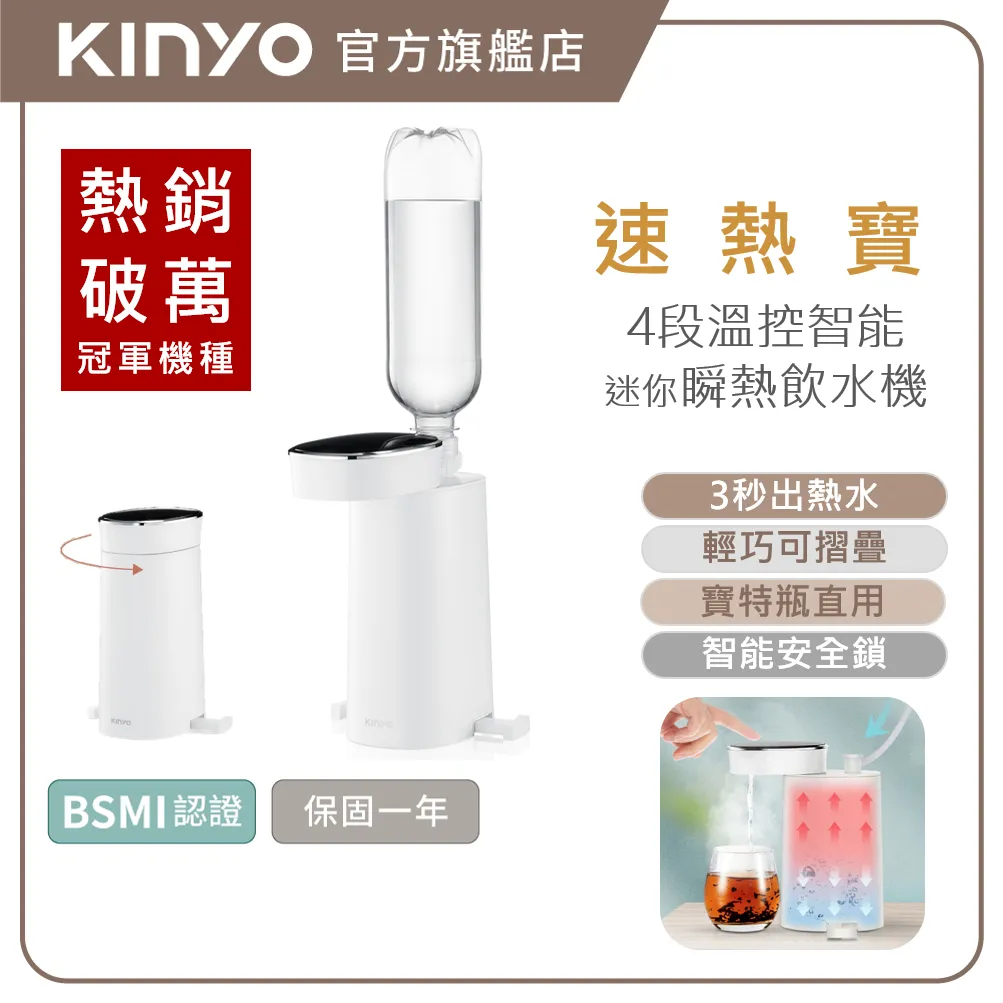 KINYO 官方旗艦店
熱銷
破萬
冠軍機種
速熱寶
4段溫控智能
迷你瞬熱飲水機
3秒出熱水
輕巧可摺疊
寶特瓶直用
智能安全鎖
KINYO
KINYO
BSMI認證
保固一年